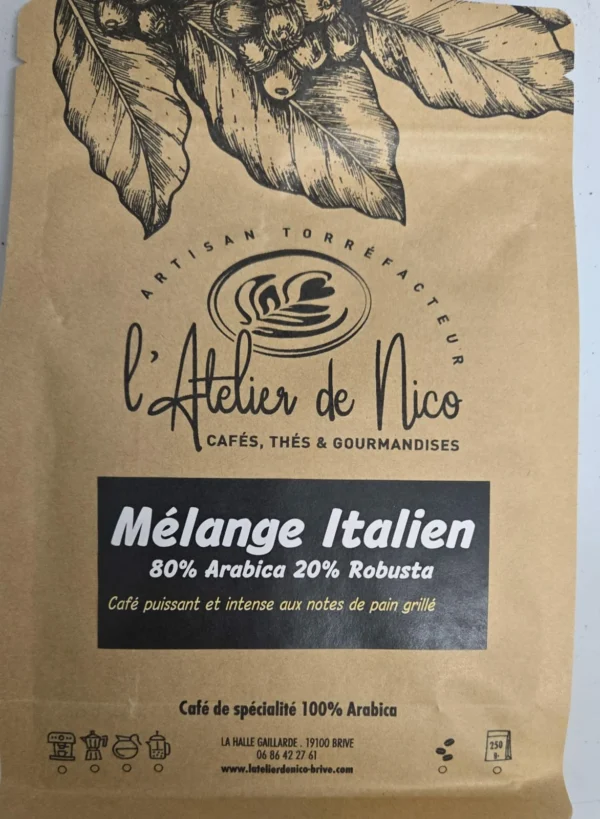 ARTISAN TORRÉFACTEUR
l'Atelier de Nico
CAFÉS, THÉS & GOURMANDISES
Mélange Italien
80% Arabica 20% Robusta
Café puissant et intense aux notes de pain grillé
Café de spécialité 100% Arabica
LA HALLE GAILLARDE . 19100 BRIVE
06 86 42 27 61
www.latelierdenico-brive.com
250